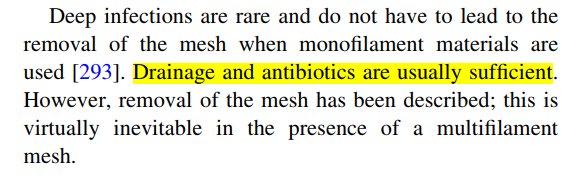 Deep infections are rare and do not have to lead to the
removal of the mesh when monofilament materials are
used [293]. Drainage and antibiotics are usually sufficient.
However, removal of the mesh has been described; this is
virtually inevitable in the presence of a multifilament
mesh.